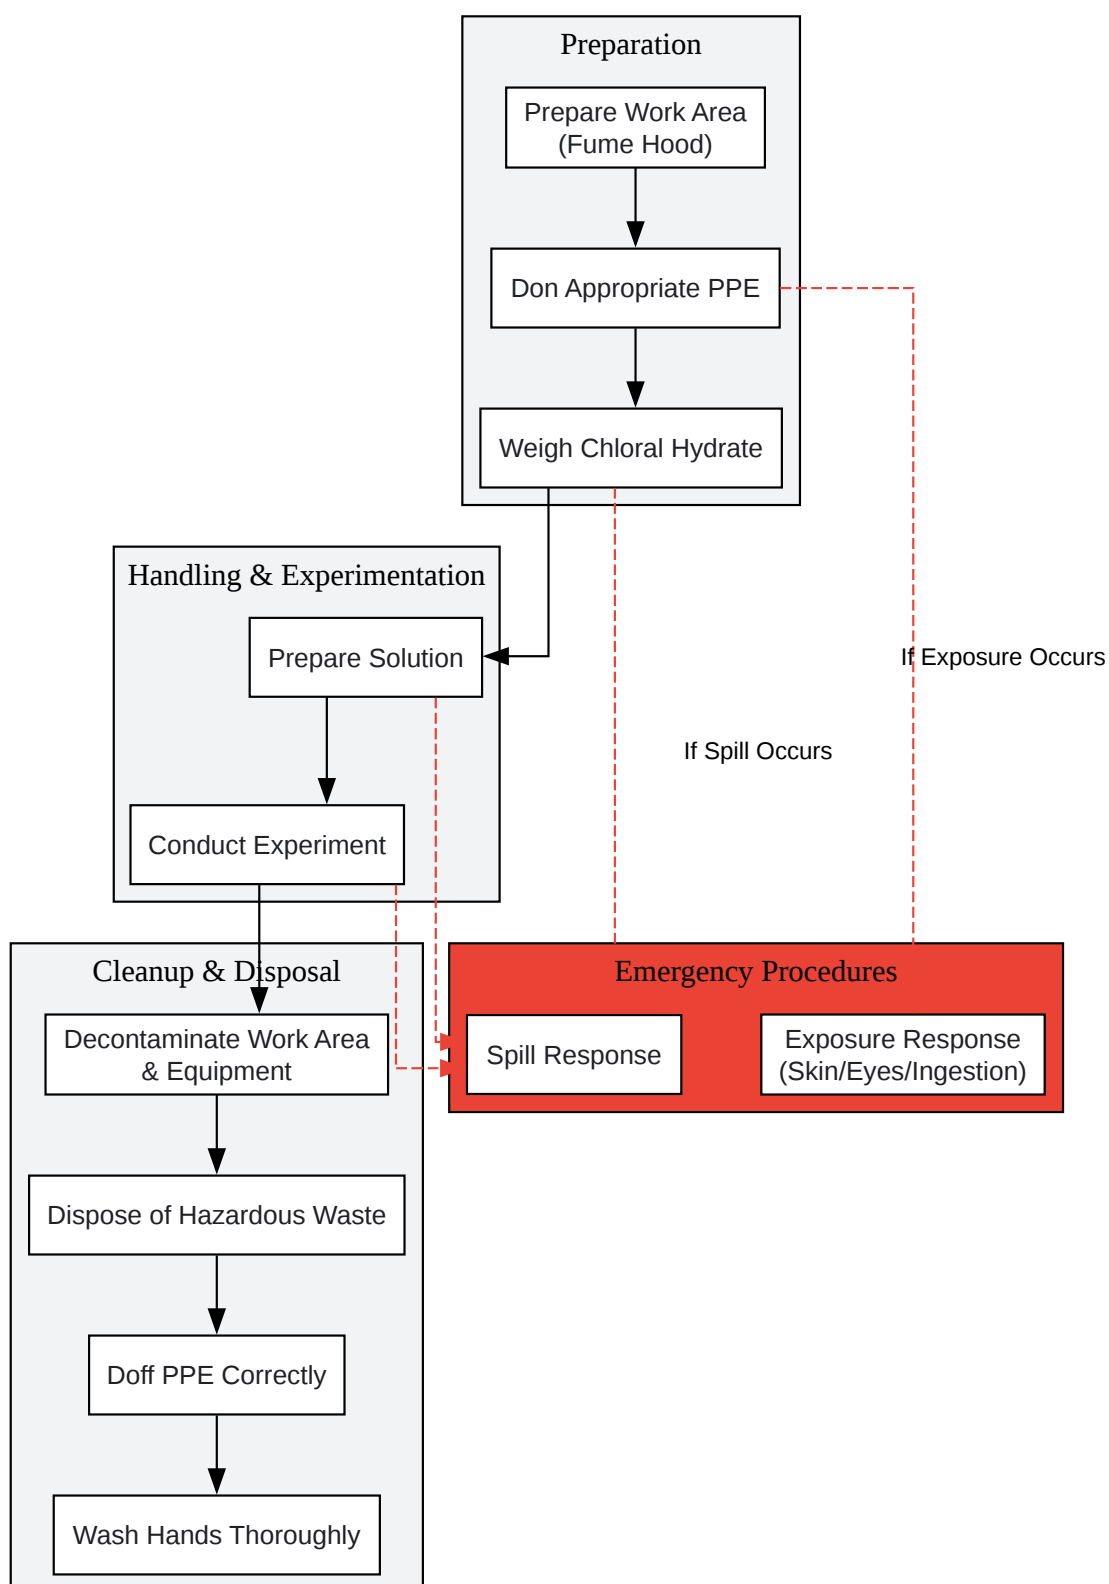 Preparation
Prepare Work Area
(Fume Hood)
Don Appropriate PPE
Weigh Chloral Hydrate
Handling & Experimentation
Prepare Solution
If Exposure Occurs
If Spill Occurs
Conduct Experiment
Cleanup & Disposal
Emergency Procedures
Decontaminate Work Area
& Equipment
Spill Response
Exposure Response
(Skin/Eyes/Ingestion)
Dispose of Hazardous Waste
Doff PPE Correctly
Wash Hands Thoroughly